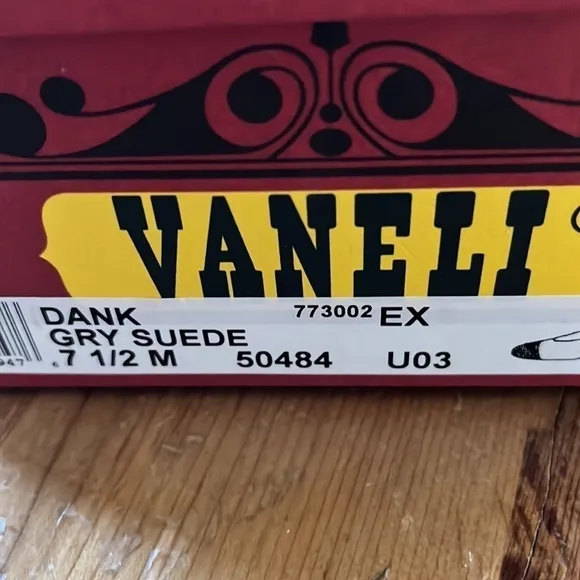 VANELI
DANK 773002 EX
GRY SUEDE
7 1/2 M 50484 U03